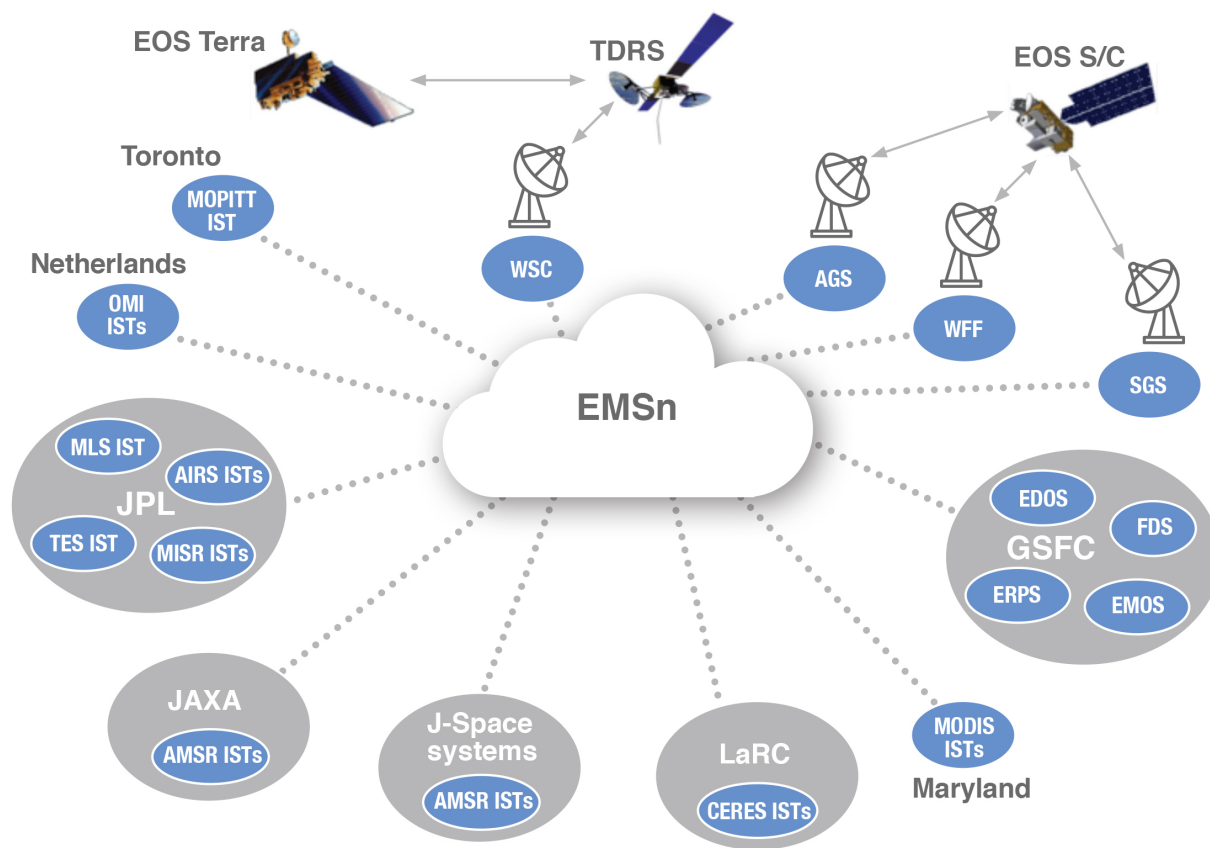 EOS Terra
TDRS
EOS S/C
Toronto
MOPITT
IST
WSC
AGS
Netherlands
OMI
ISTs
WFF
SGS
EMSn
MLS IST
AIRS ISTs
JPL
TES IST
MISR ISTs
EDOS
FDS
GSFC
ERPS
EMOS
JAXA
AMSR ISTs
J-Space
systems
AMSR ISTs
LaRC
CERES ISTs
MODIS
ISTs
Maryland